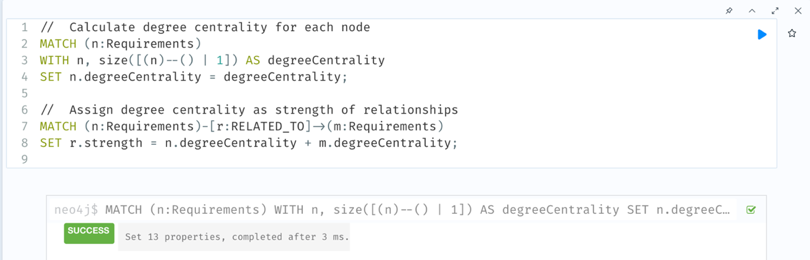 1 //  Calculate degree centrality for each node
2 MATCH (n:Requirements)
3 WITH n, size([(n)--() | 1]) AS degreeCentrality
4 SET n.degreeCentrality = degreeCentrality;
5
6 //  Assign degree centrality as strength of relationships
7 MATCH (n:Requirements)-[r:RELATED_TO]->(m:Requirements)
8 SET r.strength = n.degreeCentrality + m.degreeCentrality;
9
neo4j$ MATCH (n:Requirements) WITH n, size([(n)--() | 1]) AS degreeCentrality SET n.degreeC…
SUCCESS Set 13 properties, completed after 3 ms.